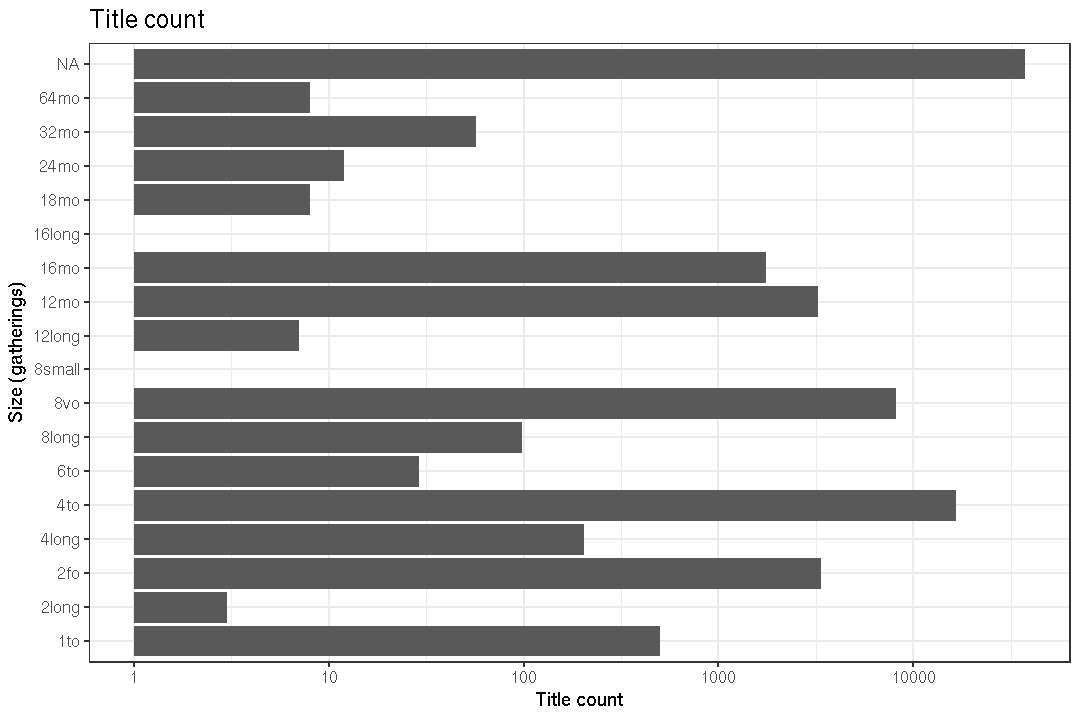 Title count
NA
64mo
32mo
24mo
18mo
16long
16mo
12mo
12long
8small
8vo
8long
6to
4to
4long
2fo
2long
1to
Size (gatherings)
1 10 100 1000 10000
Title count